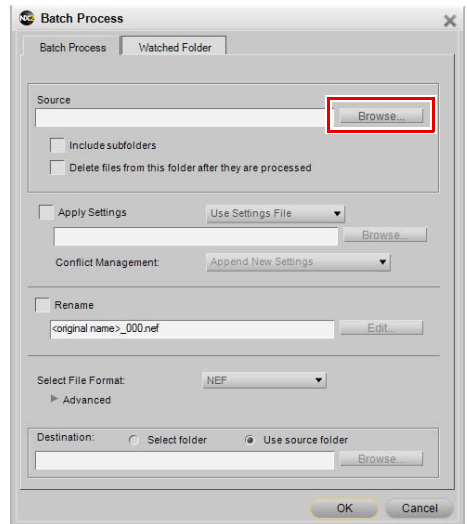 NX2 Batch Process
Batch Process Watched Folder
Source
Browse...
Include subfolders
Delete files from this folder after they are processed
Apply Settings Use Settings File
Browse...
Conflict Management: Append New Settings
Rename
<original name>_000.nef Edit...
Select File Format: NEF
Advanced
Destination: Select folder Use source folder
Browse...
OK Cancel